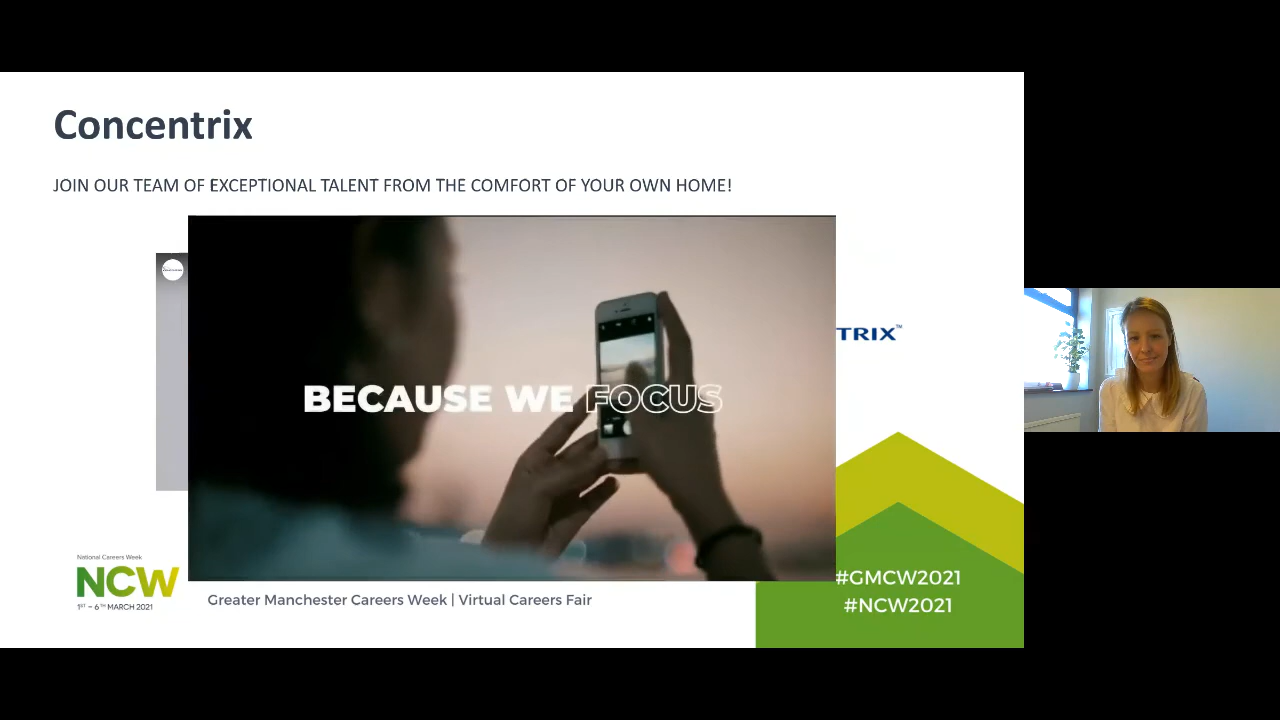 Concentrix
JOIN OUR TEAM OF EXCEPTIONAL TALENT FROM THE COMFORT OF YOUR OWN HOME!
BECAUSE WE FOCUS
TRIX™
National Careers Week
NCW
1ST – 6TH MARCH 2021
Greater Manchester Careers Week | Virtual Careers Fair
#GMCW2021
#NCW2021